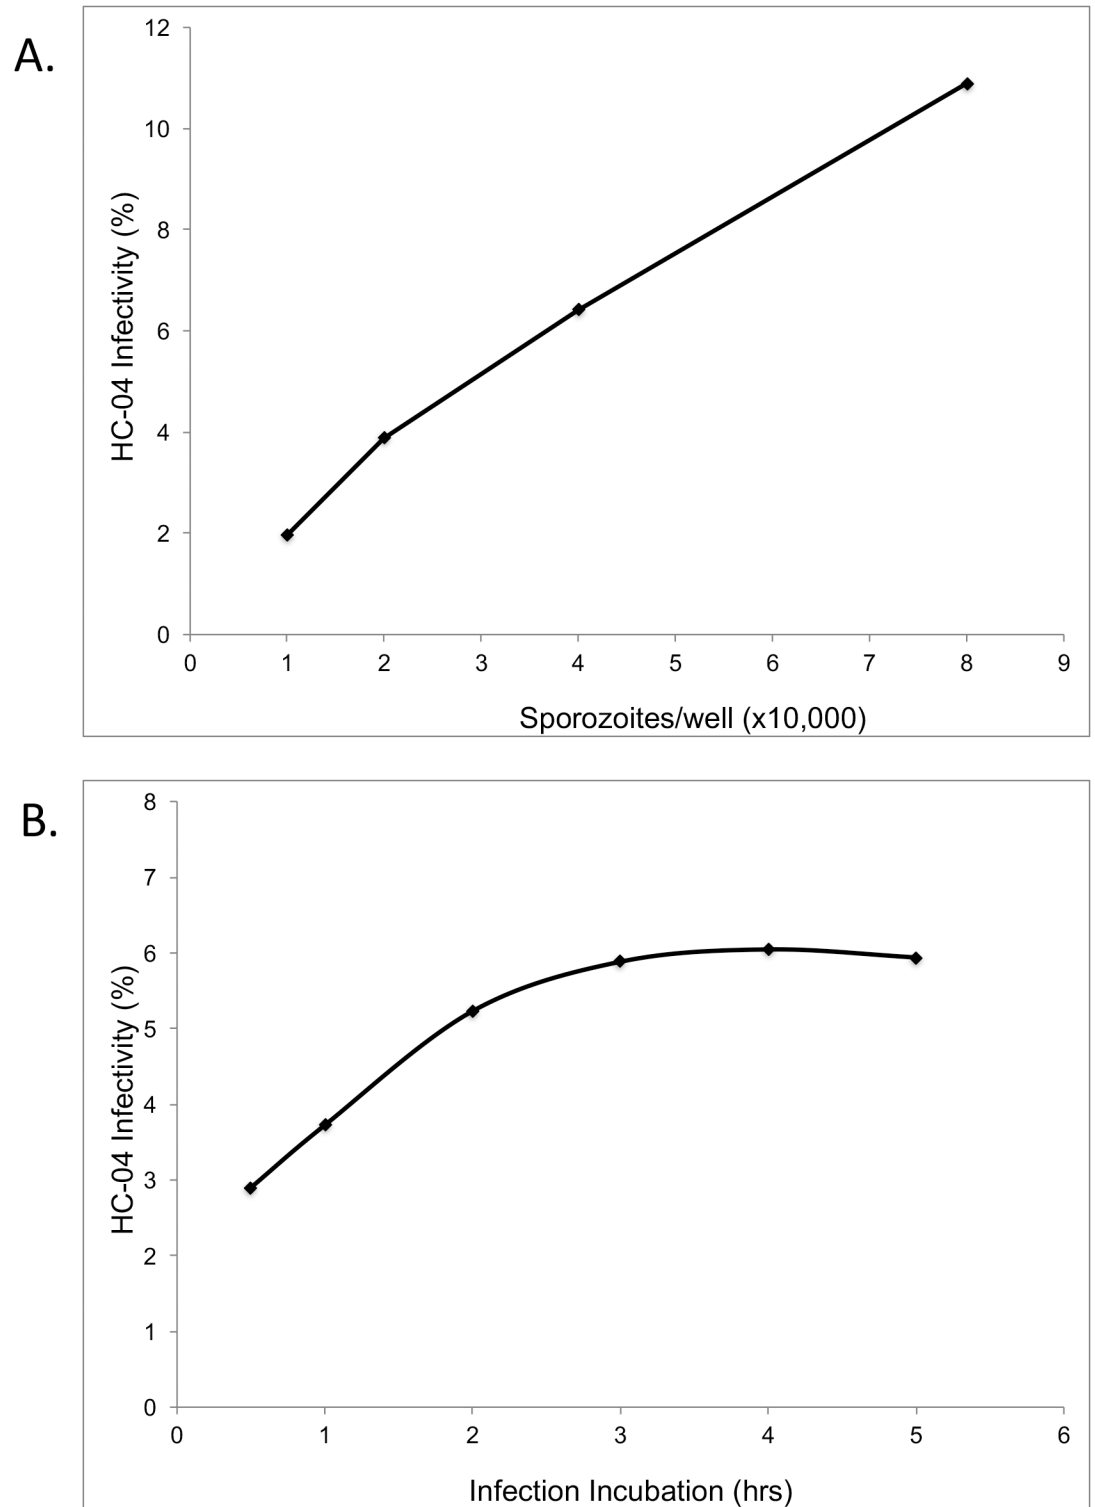 A.
12
10
8
6
4
2
0
HC-04 Infectivity (%)
0 1 2 3 4 5 6 7 8 9
Sporozoites/well (x10,000)
B.
8
7
6
5
4
3
2
1
0
HC-04 Infectivity (%)
0 1 2 3 4 5 6
Infection Incubation (hrs)